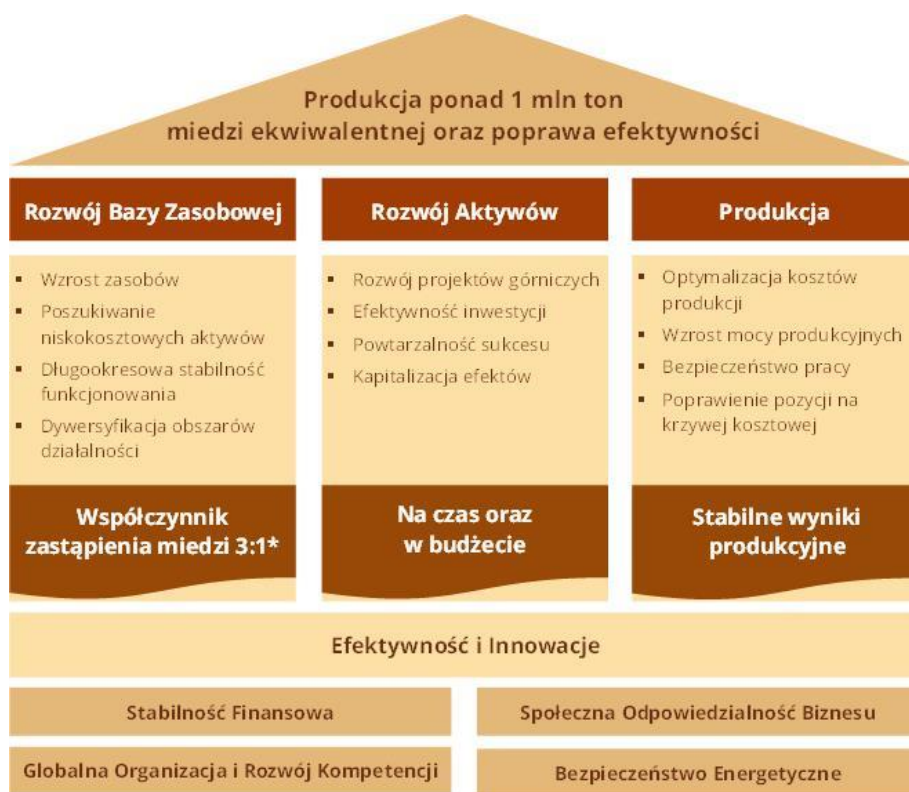 Produkcja ponad 1 mln ton
miedzi ekwiwalentnej oraz poprawa efektywności
Rozwój Bazy Zasobowej
▪ Wzrost zasobów
▪ Poszukiwanie
niskokosztowych aktywów
▪ Długookresowa stabilność
funkcjonowania
▪ Dywersyfikacja obszarów
działalności
Współczynnik
zastąpienia miedzi 3:1*
Rozwój Aktywów
▪ Rozwój projektów górniczych
▪ Efektywność inwestycji
▪ Powtarzalność sukcesu
▪ Kapitalizacja efektów
Na czas oraz
w budżecie
Produkcja
▪ Optymalizacja kosztów
produkcji
▪ Wzrost mocy produkcyjnych
▪ Bezpieczeństwo pracy
▪ Poprawienie pozycji na
krzywej kosztowej
Stabilne wyniki
produkcyjne
Efektywność i Innowacje
Stabilność Finansowa
Społeczna Odpowiedzialność Biznesu
Globalna Organizacja i Rozwój Kompetencji
Bezpieczeństwo Energetyczne